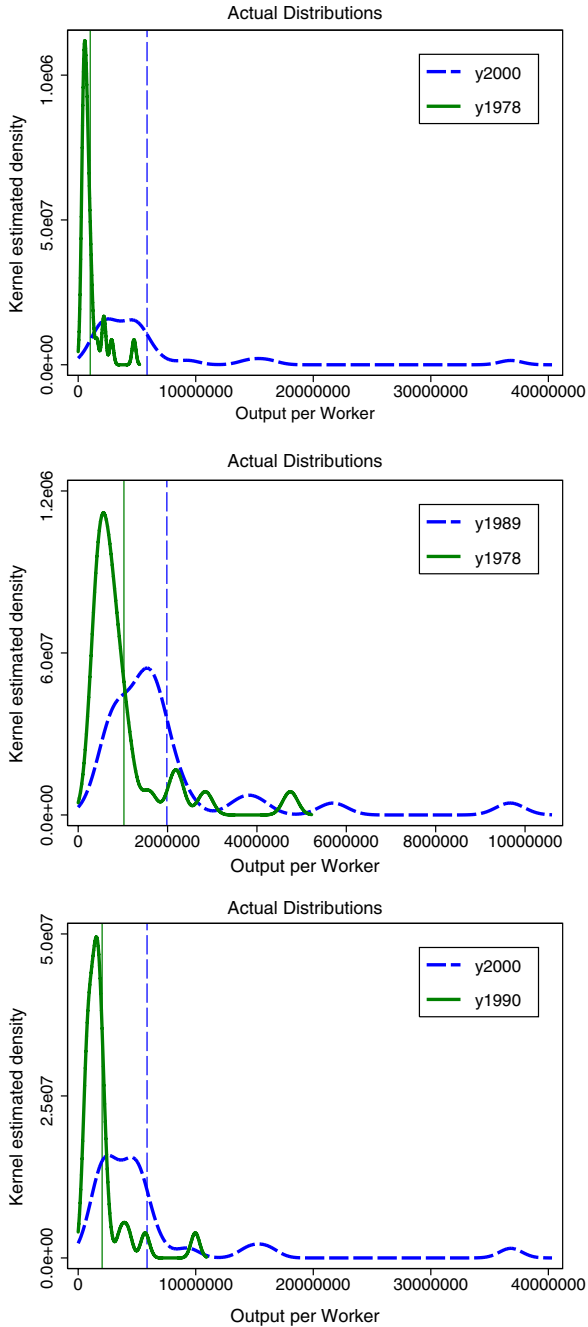 Actual Distributions
Kernel estimated density
1.0e06
5.0e07
0.0e+00
y2000
y1978
0 10000000 20000000 30000000 40000000
Output per Worker
Actual Distributions
Kernel estimated density
1.2e06
6.0e07
0.0e+00
y1989
y1978
0 2000000 4000000 6000000 8000000 10000000
Output per Worker
Actual Distributions
Kernel estimated density
5.0e07
2.5e07
0.0e+00
y2000
y1990
0 10000000 20000000 30000000 40000000
Output per Worker